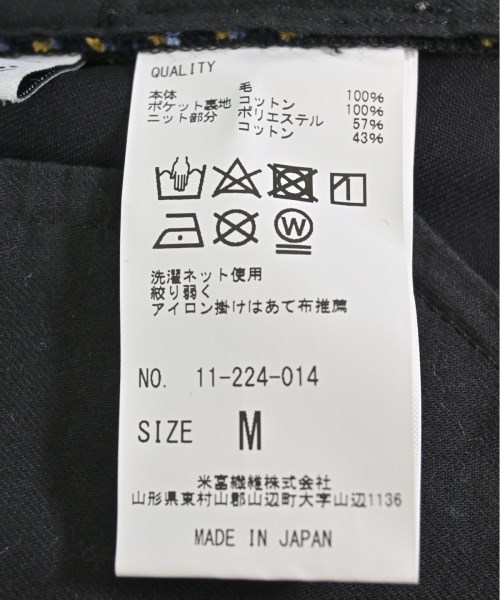 QUALITY
本体 毛 100%
ポケット裏地 コットン 100%
ニット部分 ポリエステル 57%
コットン 43%
W
洗濯ネット使用
絞り弱く
アイロン掛けはあて布推薦
NO. 11-224-014
SIZE M
米富繊維株式会社
山形県東村山郡山辺町大字山辺1136
MADE IN JAPAN